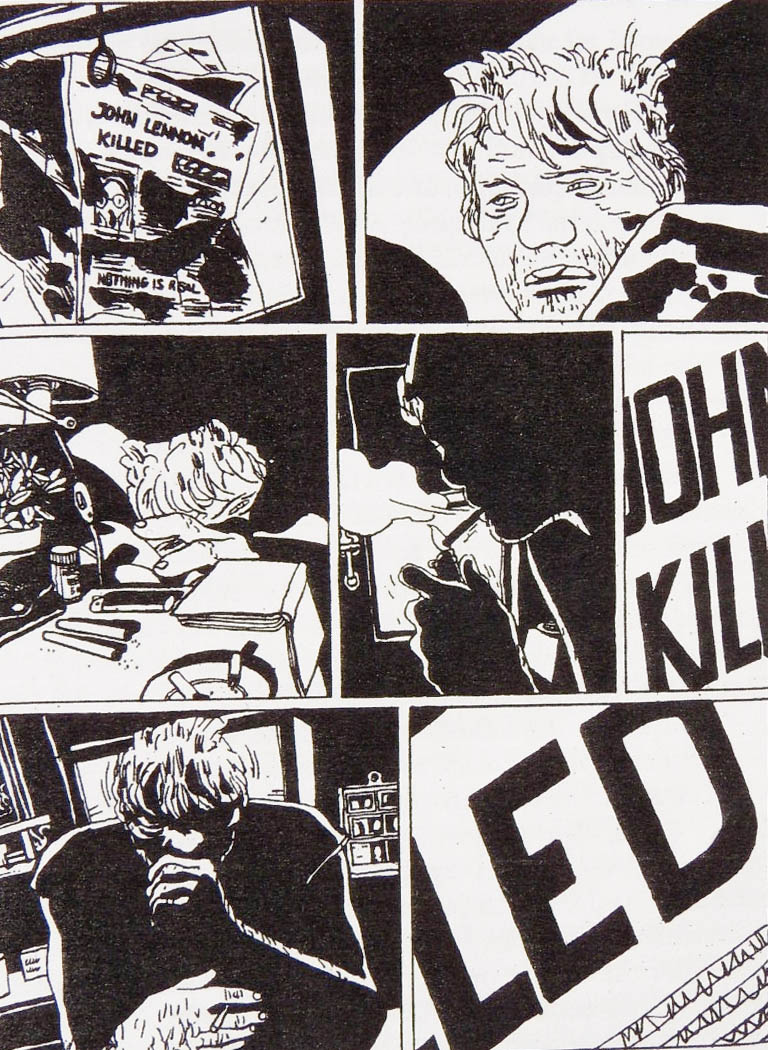 JOHN LENNON
KILLED
NOTHING IS REAL
JOHN
KILL
LED